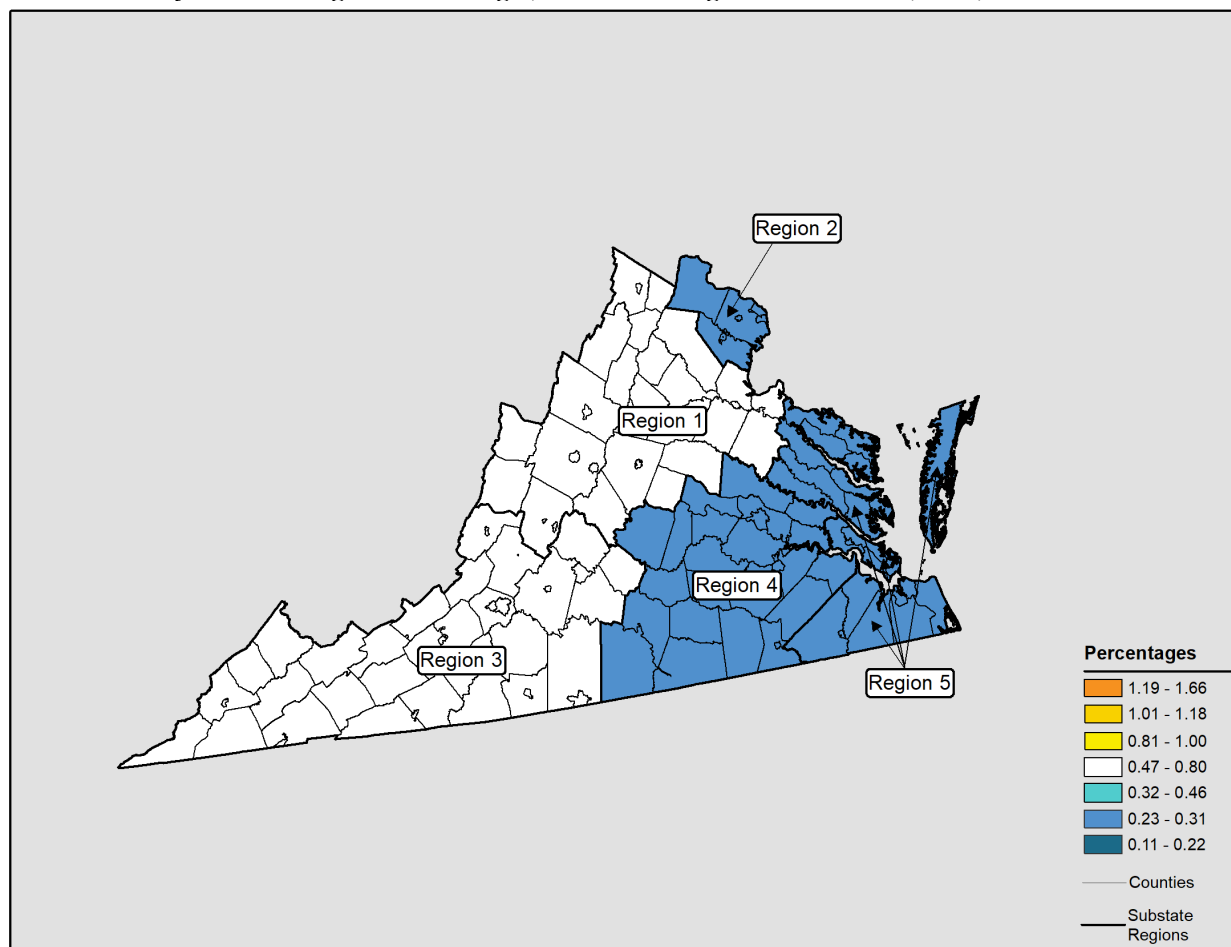 Region 2
Region 1
Region 4
Region 3
Region 5
Percentages
1.19 - 1.66
1.01 - 1.18
0.81 - 1.00
0.47 - 0.80
0.32 - 0.46
0.23 - 0.31
0.11 - 0.22
Counties
Substate
Regions